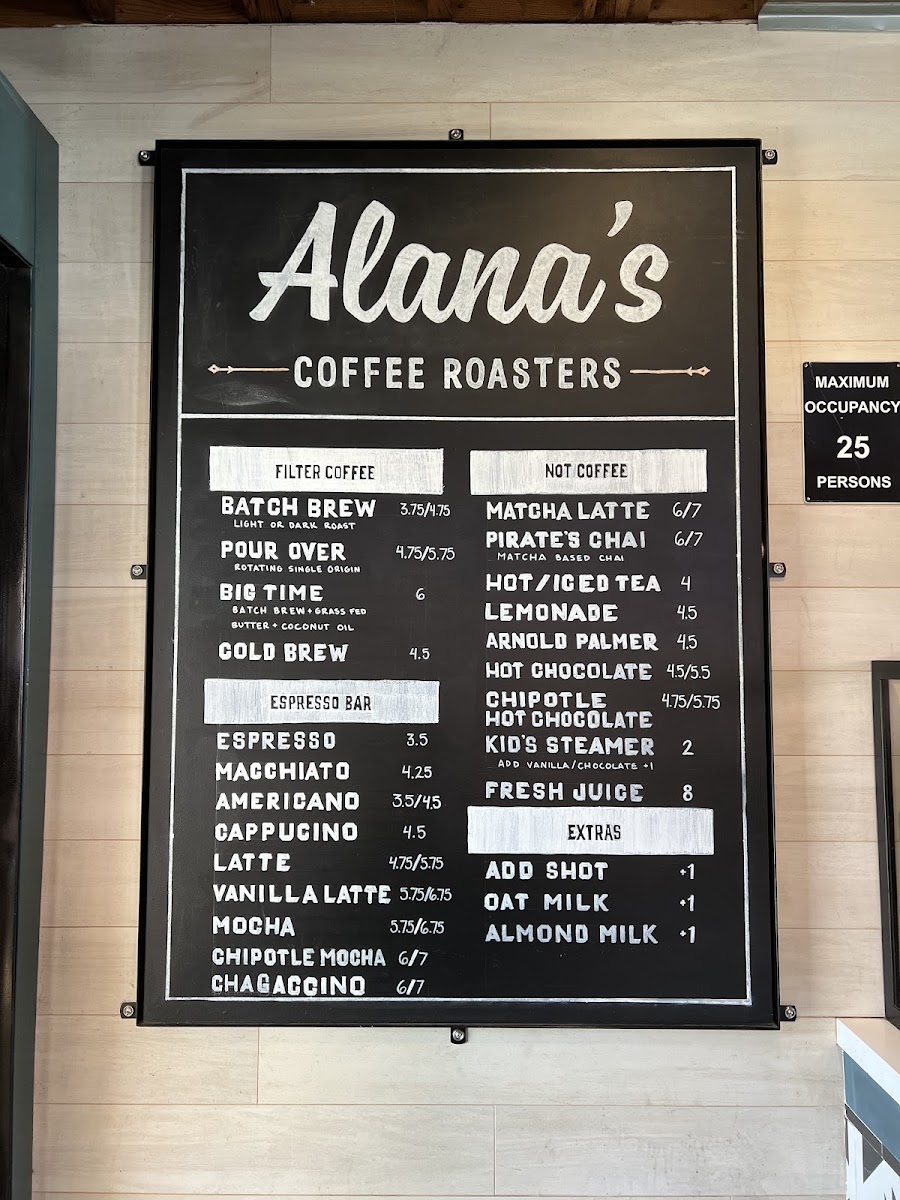 Alana's
COFFEE ROASTERS
FILTER COFFEE
BATCH BREW 3.75/4.75
LIGHT OR DARK ROAST
POUR OVER 4.75/5.75
ROTATING SINGLE ORIGIN
BIG TIME 6
BATCH BREW + GRASS FED
BUTTER + COCONUT OIL
COLD BREW 4.5
ESPRESSO BAR
ESPRESSO 3.5
MACCHIATO 4.25
AMERICANO 3.5/4.5
CAPPUCINO 4.5
LATTE 4.75/5.75
VANILLA LATTE 5.75/6.75
MOCHA 5.75/6.75
CHIPOTLE MOCHA 6/7
CHAGACCINO 6/7
NOT COFFEE
MATCHA LATTE 6/7
PIRATE'S CHAI 6/7
MATCHA BASED CHAI
HOT/ICED TEA 4
LEMONADE 4.5
ARNOLD PALMER 4.5
HOT CHOCOLATE 4.5/5.5
CHIPOTLE 4.75/5.75
HOT CHOCOLATE
KID'S STEAMER 2
ADD VANILLA/CHOCOLATE +1
FRESH JUICE 8
EXTRAS
ADD SHOT +1
OAT MILK +1
ALMOND MILK +1
MAXIMUM
OCCUPANCY
25
PERSONS